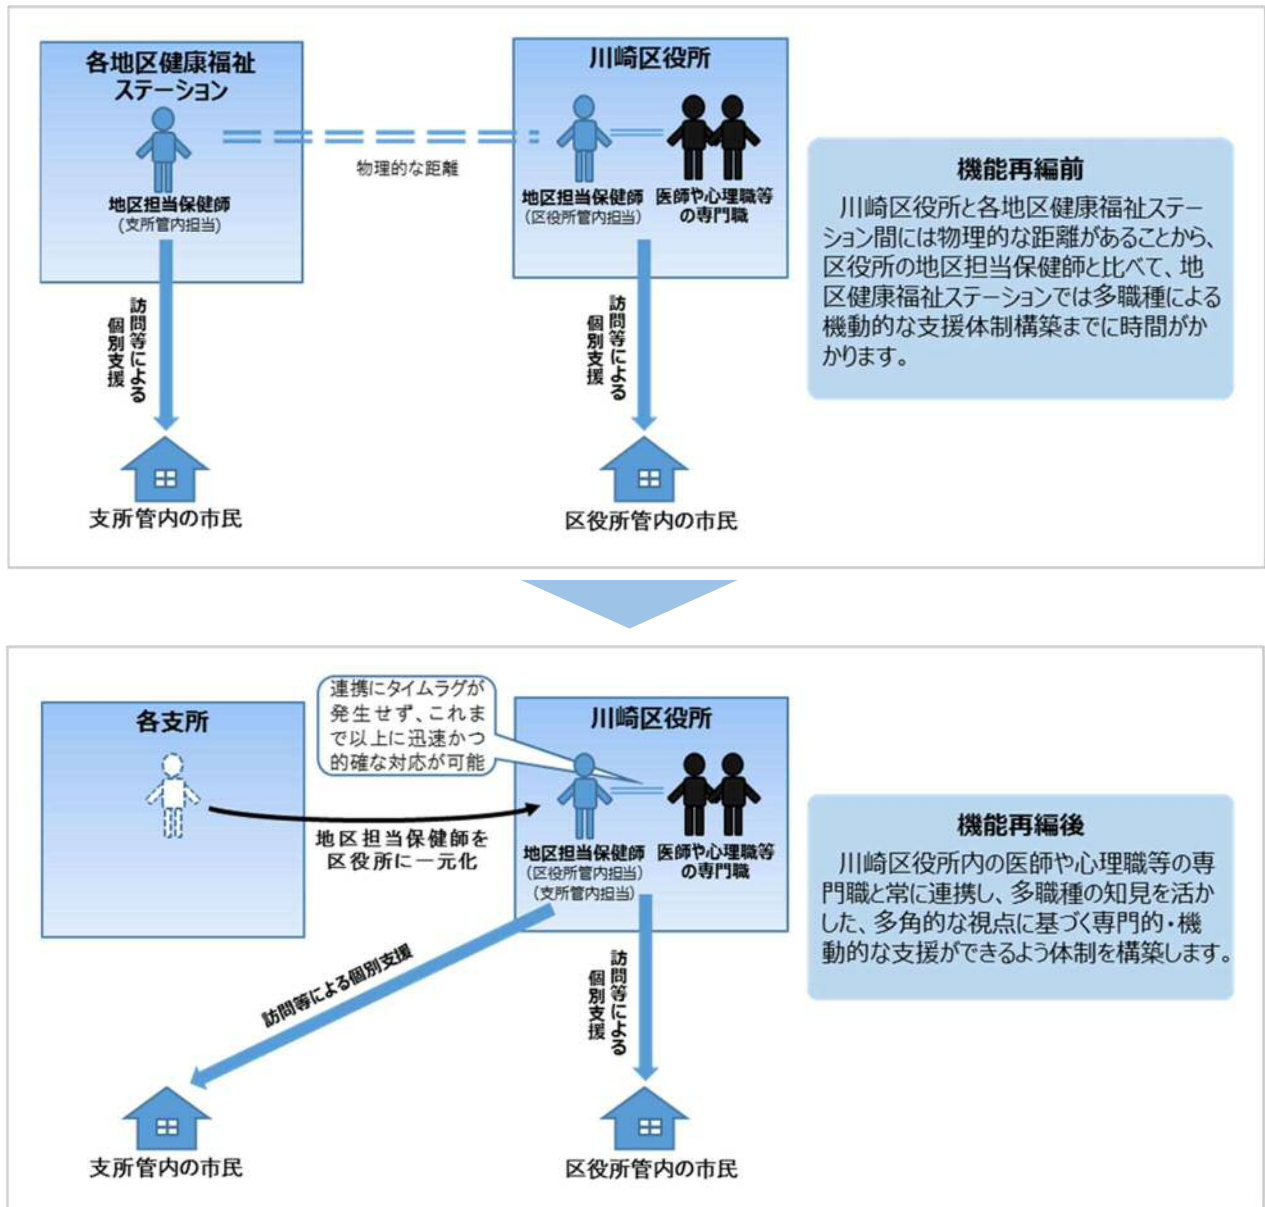 各地区健康福祉
ステーション
地区担当保健師
(支所管内担当)
物理的な距離
川崎区役所
地区担当保健師
（区役所管内担当）
医師や心理職等
の専門職
訪問等による
個別支援
訪問等による
個別支援
支所管内の市民
区役所管内の市民
機能再編前
川崎区役所と各地区健康福祉ステー
ション間には物理的な距離があることから、
区役所の地区担当保健師と比べて、地
区健康福祉ステーションでは多職種による
機動的な支援体制構築までに時間がか
かります。
各支所
連携にタイムラグが
発生せず、これま
で以上に迅速かつ
的確な対応が可能
地区担当保健師を
区役所に一元化
川崎区役所
地区担当保健師
（区役所管内担当）
（支所管内担当）
医師や心理職等
の専門職
訪問等による個別支援
訪問等による
個別支援
支所管内の市民
区役所管内の市民
機能再編後
川崎区役所内の医師や心理職等の専
門職と常に連携し、多職種の知見を活か
した、多角的な視点に基づく専門的・機
動的な支援ができるよう体制を構築します。